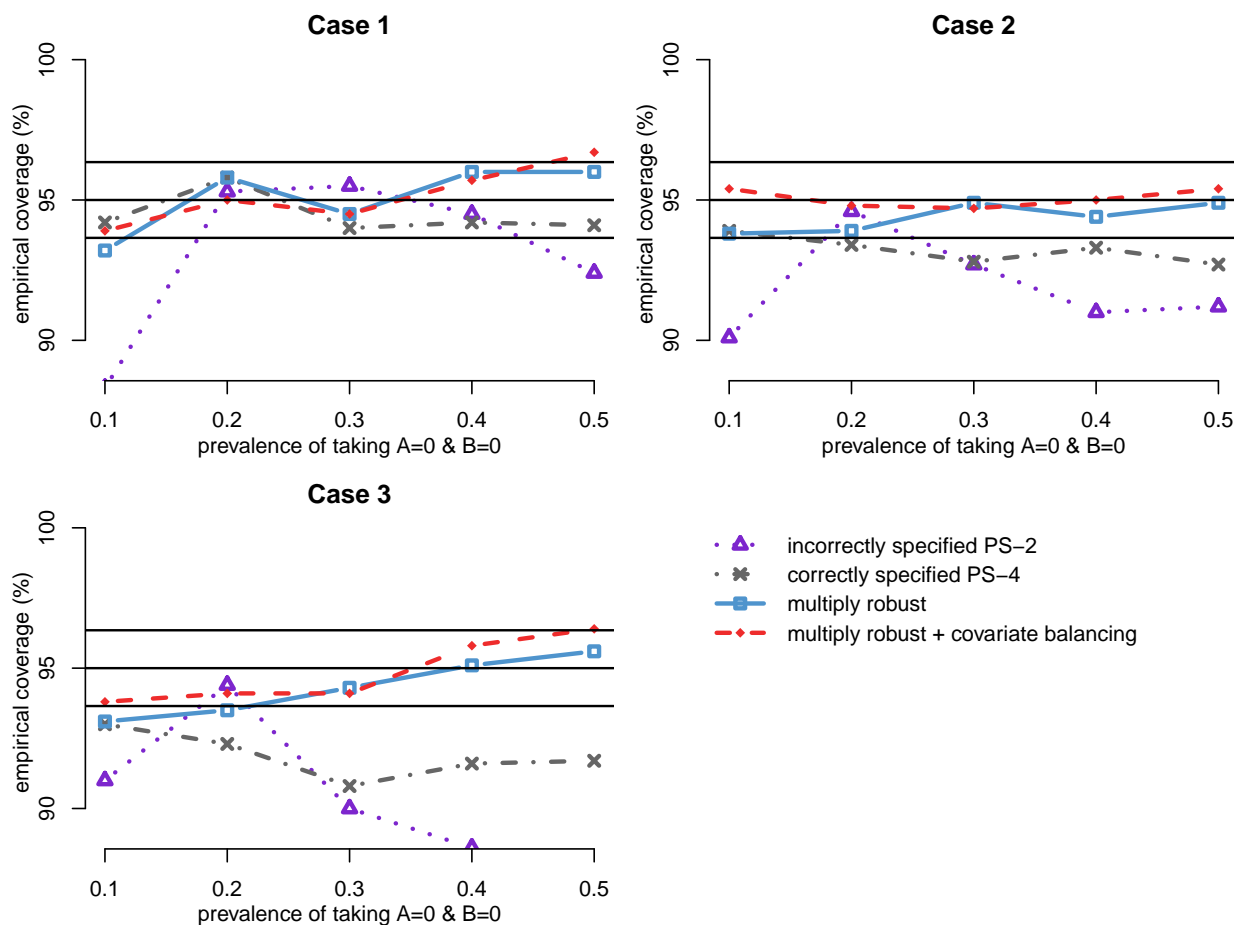 Case 1
100
95
90
empirical coverage (%)
0.1 0.2 0.3 0.4 0.5
prevalence of taking A=0 & B=0
Case 2
100
95
90
empirical coverage (%)
0.1 0.2 0.3 0.4 0.5
prevalence of taking A=0 & B=0
Case 3
100
95
90
empirical coverage (%)
0.1 0.2 0.3 0.4 0.5
prevalence of taking A=0 & B=0
incorrectly specified PS−2
correctly specified PS−4
multiply robust
multiply robust + covariate balancing